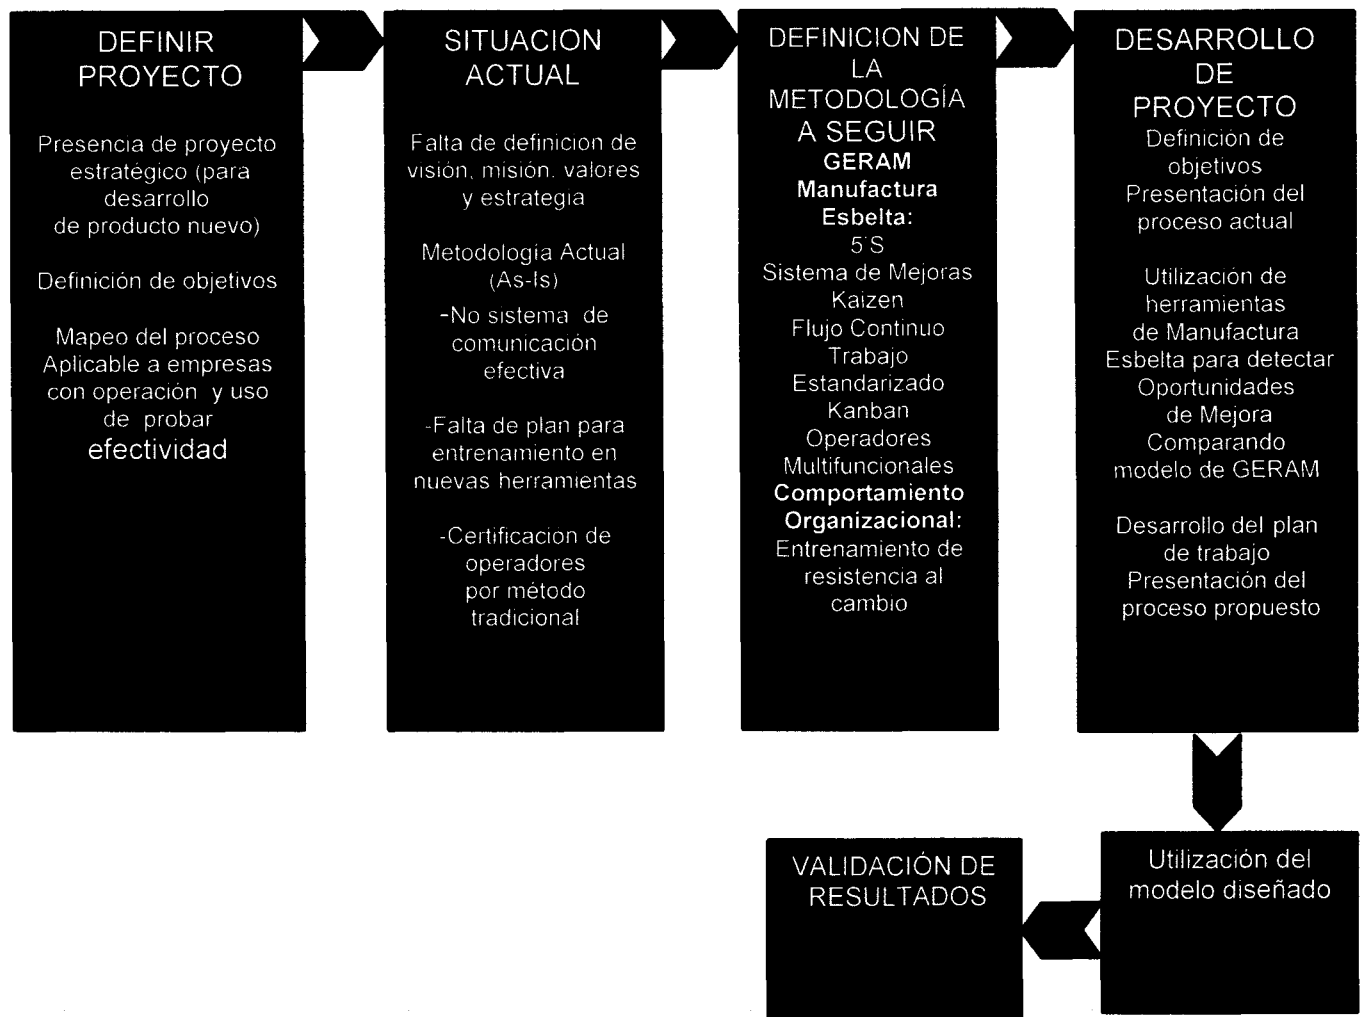 DEFINIR
PROYECTO
Presencia de proyecto
estratégico (para
desarrollo
de producto nuevo)
Definición de objetivos
Mapeo del proceso
Aplicable a empresas
con operación y uso
de probar
efectividad
SITUACION
ACTUAL
Falta de definicion de
visión, misión. valores
y estrategia
Metodología Actual
(As-Is)
-No sistema de
comunicación
efectiva
-Falta de plan para
entrenamiento en
nuevas herramientas
-Certificación de
operadores
por método
tradicional
DEFINICION DE
LA
METODOLOGÍA
A SEGUIR
GERAM
Manufactura
Esbelta:
5'S
Sistema de Mejoras
Kaizen
Flujo Continuo
Trabajo
Estandarizado
Kanban
Operadores
Multifuncionales
Comportamiento
Organizacional:
Entrenamiento de
resistencia al
cambio
DESARROLLO
DE
PROYECTO
Definición de
objetivos
Presentación del
proceso actual
Utilización de
herramientas
de Manufactura
Esbelta para detectar
Oportunidades
de Mejora
Comparando
modelo de GERAM
Desarrollo del plan
de trabajo
Presentación del
proceso propuesto
Utilización del
modelo diseñado
VALIDACIÓN DE
RESULTADOS